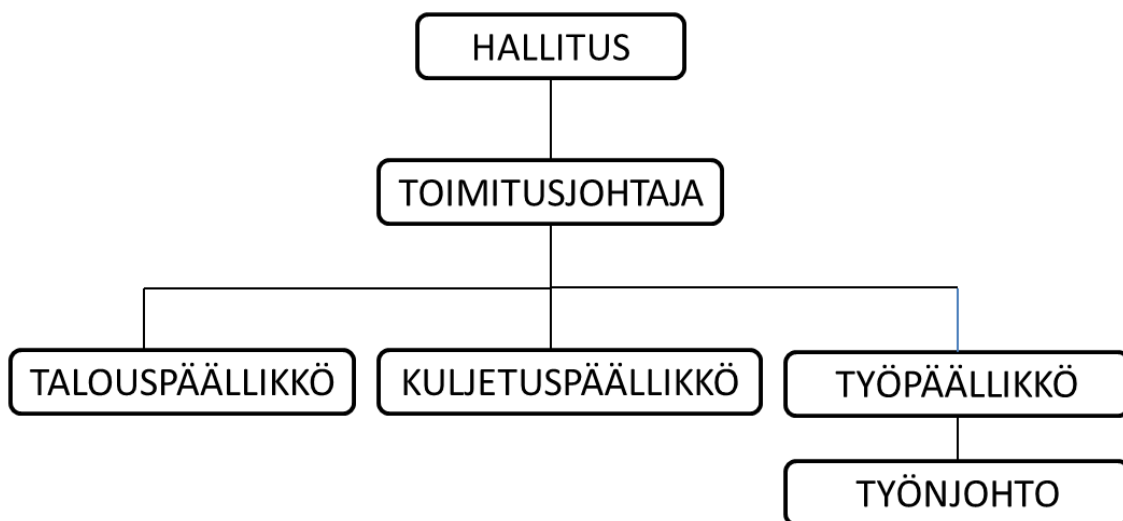 HALLITUS
TOIMITUSJOHTAJA
TALOUSPÄÄLLIKKÖ
KULJETUSPÄÄLLIKKÖ
TYÖPÄÄLLIKKÖ
TYÖNJOHTO